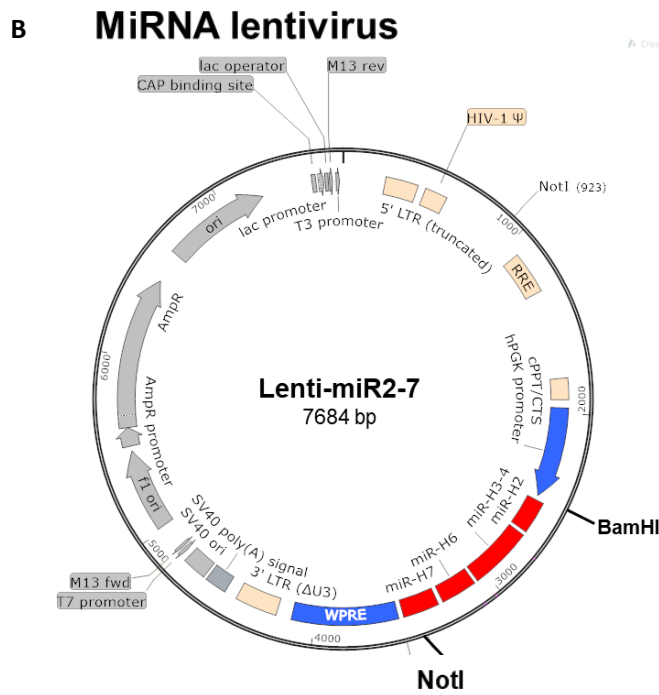 B
MiRNA lentivirus
Crea
lac operator
M13 rev
CAP binding site
HIV-1 Ψ
NotI (923)
7000
1000
ori
lac promoter
T3 promoter
5' LTR (truncated)
RRE
AmpR
6000
hPGK promoter
cPPT/CTS
2000
Lenti-miR2-7
7684 bp
AmpR promoter
f1 ori
miR-H3-4
miR-H2
BamHI
SV40 poly(A) signal
SV40 ori
miR-H6
miR-H7
5000
3000
3' LTR (ΔU3)
M13 fwd
T7 promoter
WPRE
4000
NotI